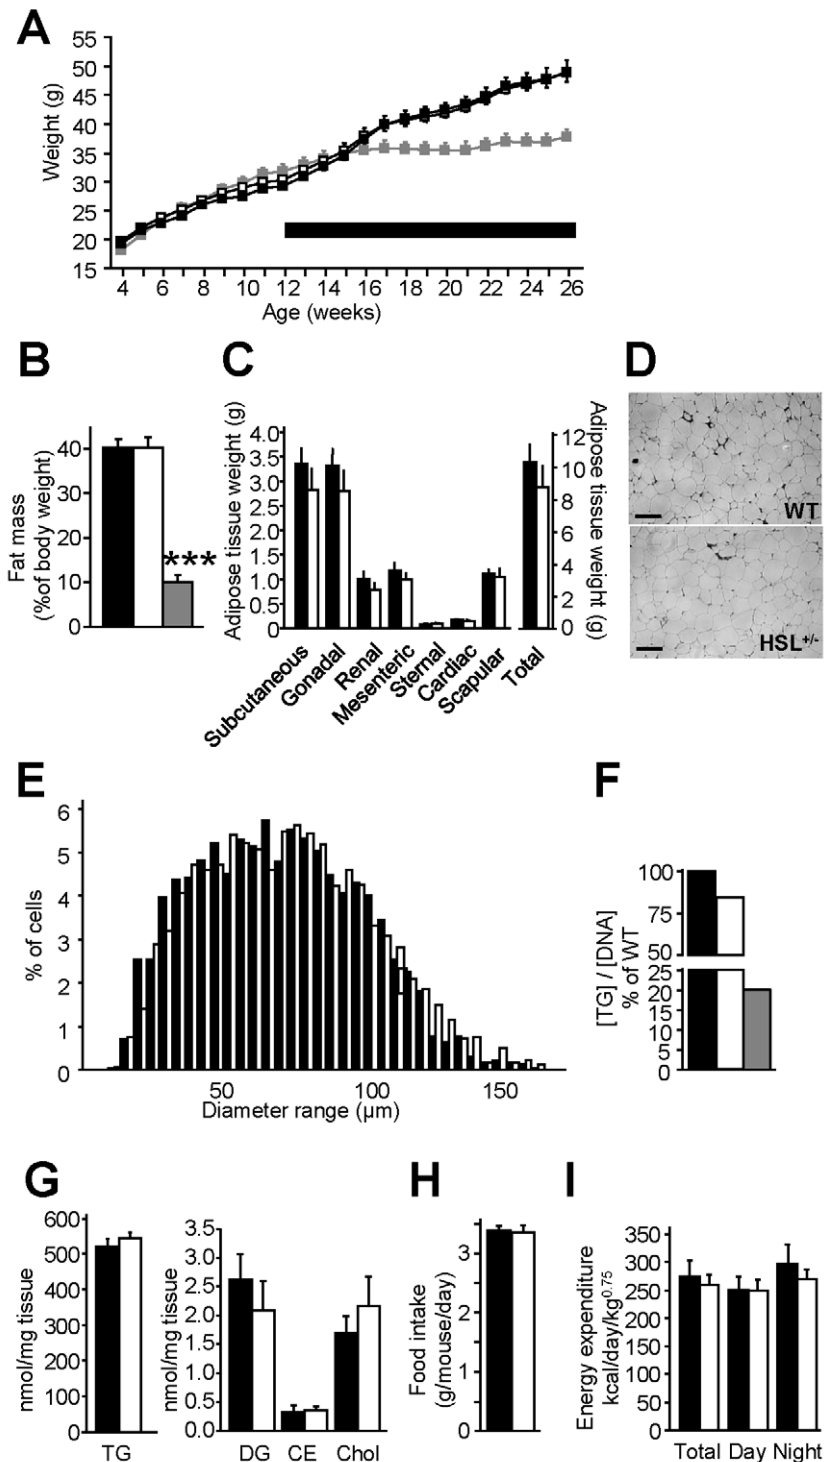 A
Weight (g)
55
50
45
40
35
30
25
20
15
4 6 8 10 12 14 16 18 20 22 24 26
Age (weeks)
B
Fat mass
(%of body weight)
40
30
20
10
0
***
C
Adipose tissue weight (g)
4.0
3.5
3.0
2.5
2.0
1.5
1.0
0.5
0
12
10
8
6
4
2
0
Adipose tissue weight (g)
Subcutaneous
Gonadal
Renal
Mesenteric
Sternal
Cardiac
Scapular
Total
D
WT
HSL+/-
E
% of cells
6
5
4
3
2
1
0
50 100 150
Diameter range (µm)
F
[TG] / [DNA]
% of WT
100
75
50
25
20
15
10
5
0
G
nmol/mg tissue
600
500
400
300
200
100
0
TG
nmol/mg tissue
3.5
3.0
2.5
2.0
1.5
1.0
0.5
0.0
DG CE Chol
H
Food intake
(g/mouse/day)
3
2
1
0
I
Energy expenditure
kcal/day/kg0.75
350
300
250
200
150
100
50
0
Total Day Night